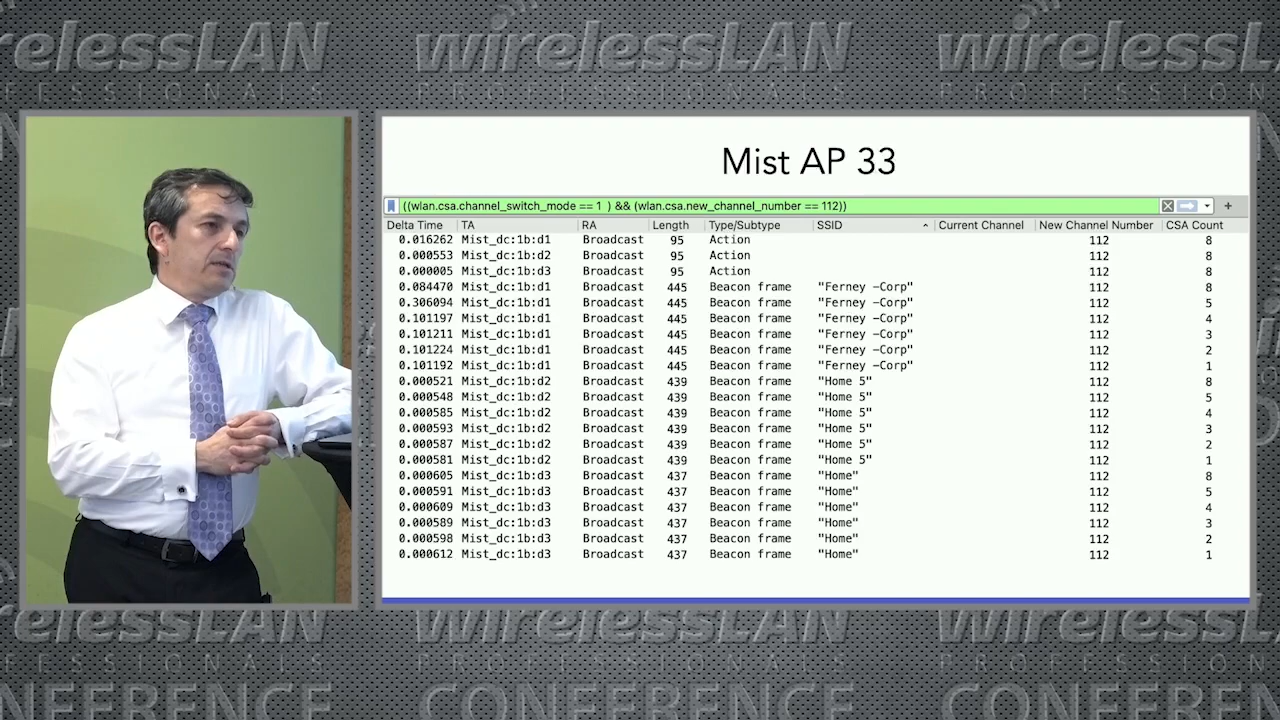 wirelessLAN wirelessLAN wirelessLAN
PROFESSIONALS PROFESSIONALS PROFESSION
Mist AP 33
((wlan.csa.channel_switch_mode == 1 ) && (wlan.csa.new_channel_number == 112)) +
Delta Time TA RA Length Type/Subtype SSID Current Channel New Channel Number CSA Count
0.016262 Mist_dc:1b:d1 Broadcast 95 Action 112 8
0.000553 Mist_dc:1b:d2 Broadcast 95 Action 112 8
0.000005 Mist_dc:1b:d3 Broadcast 95 Action 112 8
0.084470 Mist_dc:1b:d1 Broadcast 445 Beacon frame "Ferney -Corp" 112 8
0.306094 Mist_dc:1b:d1 Broadcast 445 Beacon frame "Ferney -Corp" 112 5
0.101197 Mist_dc:1b:d1 Broadcast 445 Beacon frame "Ferney -Corp" 112 4
0.101211 Mist_dc:1b:d1 Broadcast 445 Beacon frame "Ferney -Corp" 112 3
0.101224 Mist_dc:1b:d1 Broadcast 445 Beacon frame "Ferney -Corp" 112 2
0.101192 Mist_dc:1b:d1 Broadcast 445 Beacon frame "Ferney -Corp" 112 1
0.000521 Mist_dc:1b:d2 Broadcast 439 Beacon frame "Home 5" 112 8
0.000548 Mist_dc:1b:d2 Broadcast 439 Beacon frame "Home 5" 112 5
0.000585 Mist_dc:1b:d2 Broadcast 439 Beacon frame "Home 5" 112 4
0.000593 Mist_dc:1b:d2 Broadcast 439 Beacon frame "Home 5" 112 3
0.000587 Mist_dc:1b:d2 Broadcast 439 Beacon frame "Home 5" 112 2
0.000581 Mist_dc:1b:d2 Broadcast 439 Beacon frame "Home 5" 112 1
0.000605 Mist_dc:1b:d3 Broadcast 437 Beacon frame "Home" 112 8
0.000591 Mist_dc:1b:d3 Broadcast 437 Beacon frame "Home" 112 5
0.000609 Mist_dc:1b:d3 Broadcast 437 Beacon frame "Home" 112 4
0.000589 Mist_dc:1b:d3 Broadcast 437 Beacon frame "Home" 112 3
0.000598 Mist_dc:1b:d3 Broadcast 437 Beacon frame "Home" 112 2
0.000612 Mist_dc:1b:d3 Broadcast 437 Beacon frame "Home" 112 1
wirelessLAN wirelessLAN wirelessLAN
PROFESSIONALS PROFESSIONALS PROFESSION
CONFERENCE CONFERENCE CONFERENCE